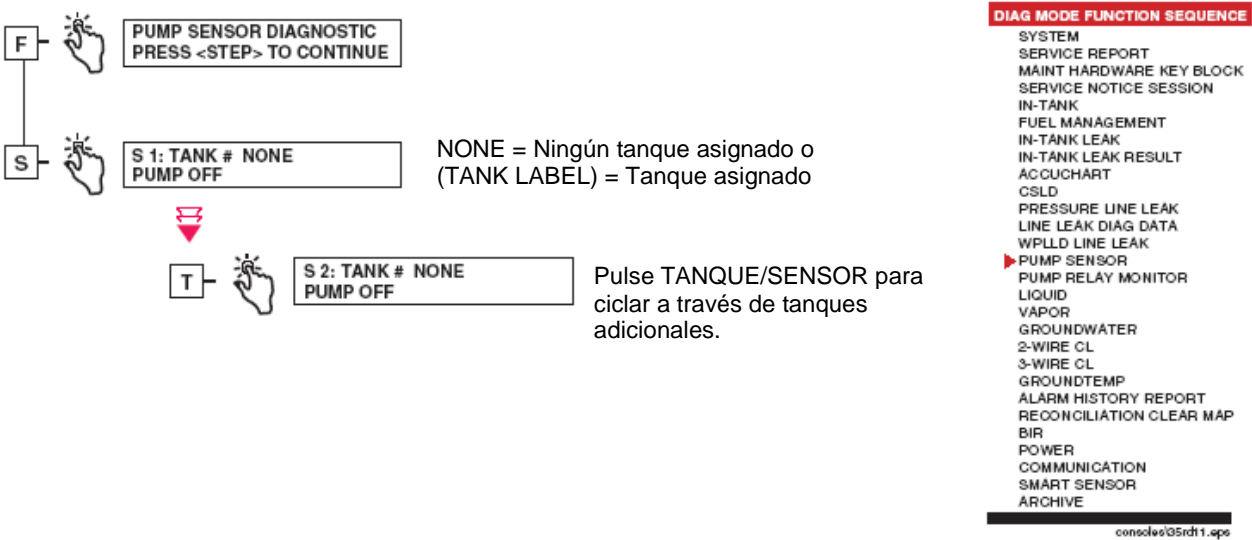 F
PUMP SENSOR DIAGNOSTIC
PRESS <STEP> TO CONTINUE
S
S 1: TANK # NONE
PUMP OFF
NONE = Ningún tanque asignado o
(TANK LABEL) = Tanque asignado
T
S 2: TANK # NONE
PUMP OFF
Pulse TANQUE/SENSOR para
ciclar a través de tanques
adicionales.
DIAG MODE FUNCTION SEQUENCE
SYSTEM
SERVICE REPORT
MAINT HARDWARE KEY BLOCK
SERVICE NOTICE SESSION
IN-TANK
FUEL MANAGEMENT
IN-TANK LEAK
IN-TANK LEAK RESULT
ACCUCHART
CSLD
PRESSURE LINE LEAK
LINE LEAK DIAG DATA
WPLLD LINE LEAK
PUMP SENSOR
PUMP RELAY MONITOR
LIQUID
VAPOR
GROUNDWATER
2-WIRE CL
3-WIRE CL
GROUNDTEMP
ALARM HISTORY REPORT
RECONCILIATION CLEAR MAP
BIR
POWER
COMMUNICATION
SMART SENSOR
ARCHIVE
consoles\35rdt1.eps